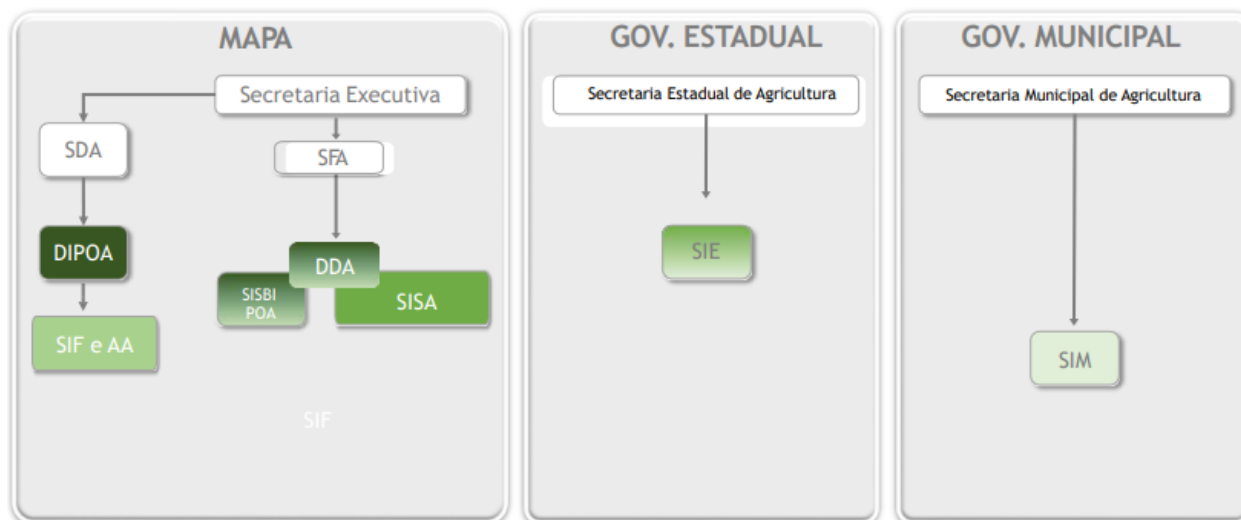 MAPA
Secretaria Executiva
SDA
SFA
DIPOA
DDA
SISBI
POA
SISA
SIF e AA
SIF
GOV. ESTADUAL
Secretaria Estadual de Agricultura
SIE
GOV. MUNICIPAL
Secretaria Municipal de Agricultura
SIM